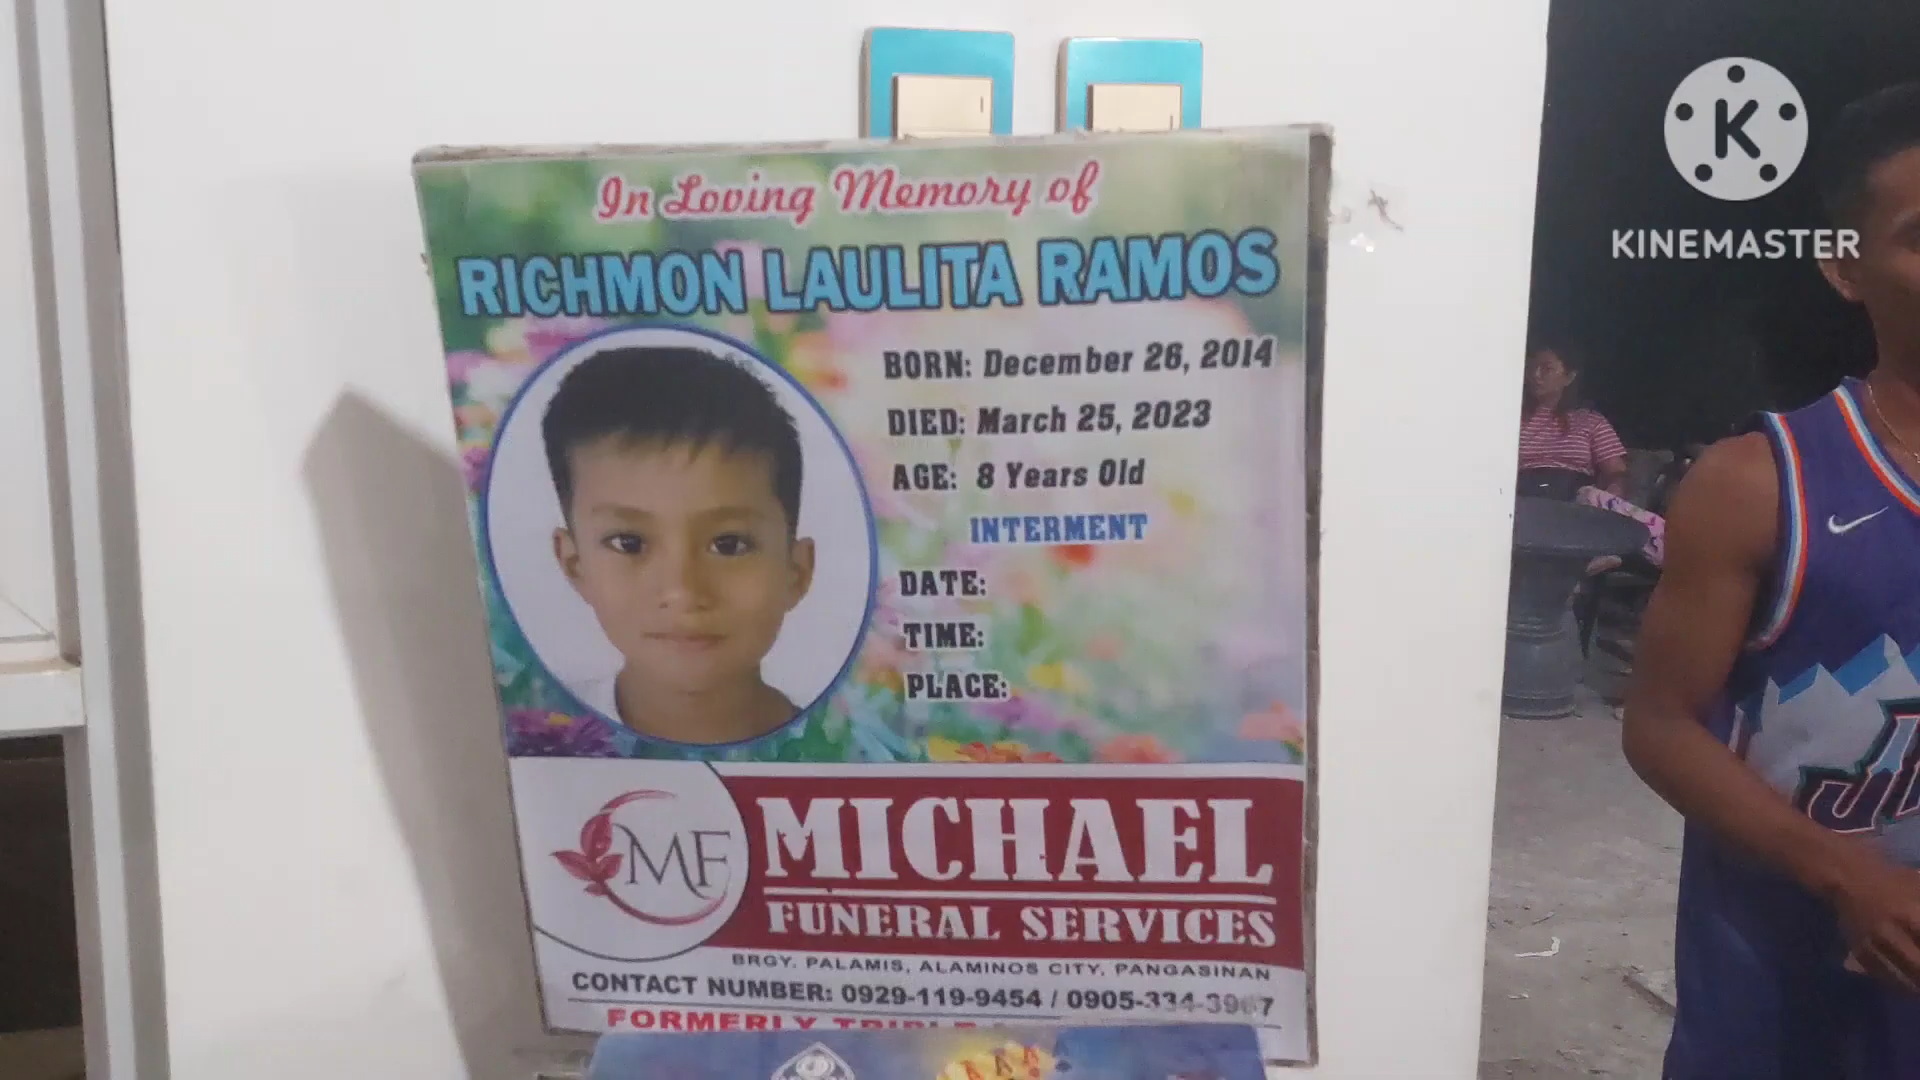 In Loving Memory of
RICHMON LAULITA RAMOS
BORN: December 26, 2014
DIED: March 25, 2023
AGE: 8 Years Old
INTERMENT
DATE:
TIME:
PLACE:
MF
MICHAEL
FUNERAL SERVICES
BRGY. PALAMIS, ALAMINOS CITY, PANGASINAN
CONTACT NUMBER: 0929-119-9454 / 0905-334-3967
FORMERLY TRIPLE
K
KINEMASTER